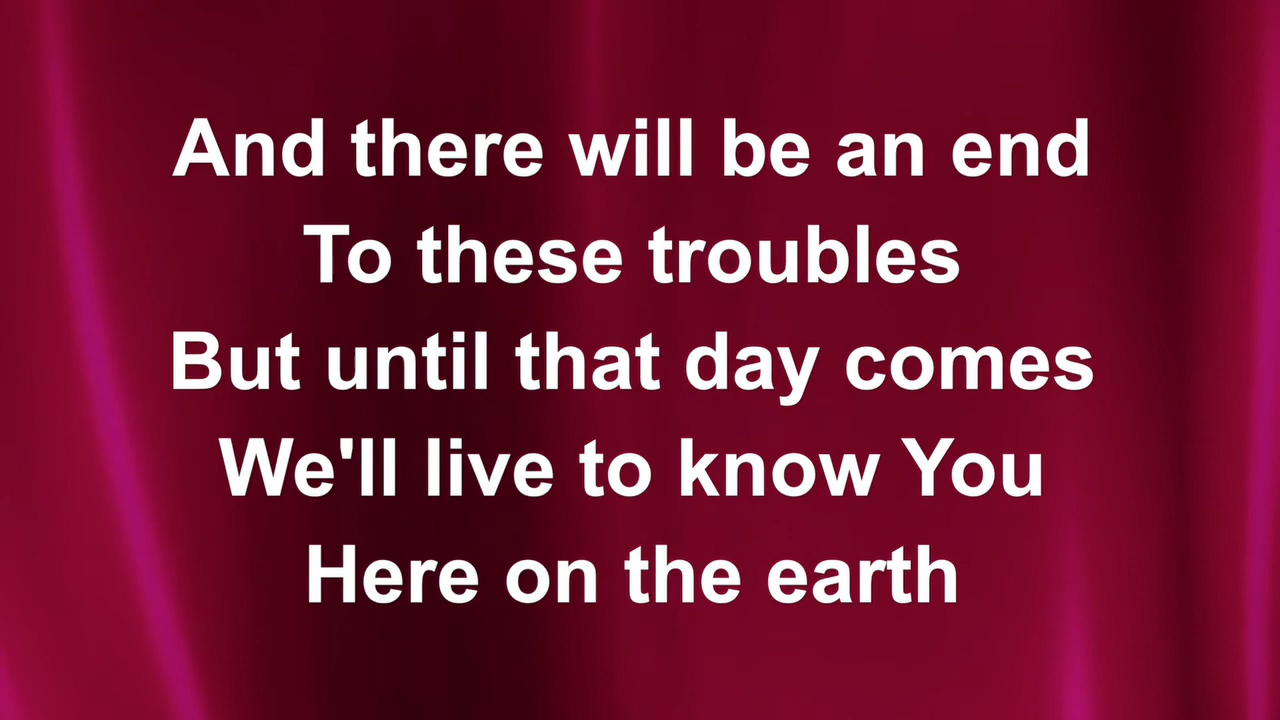 And there will be an end
To these troubles
But until that day comes
We'll live to know You
Here on the earth